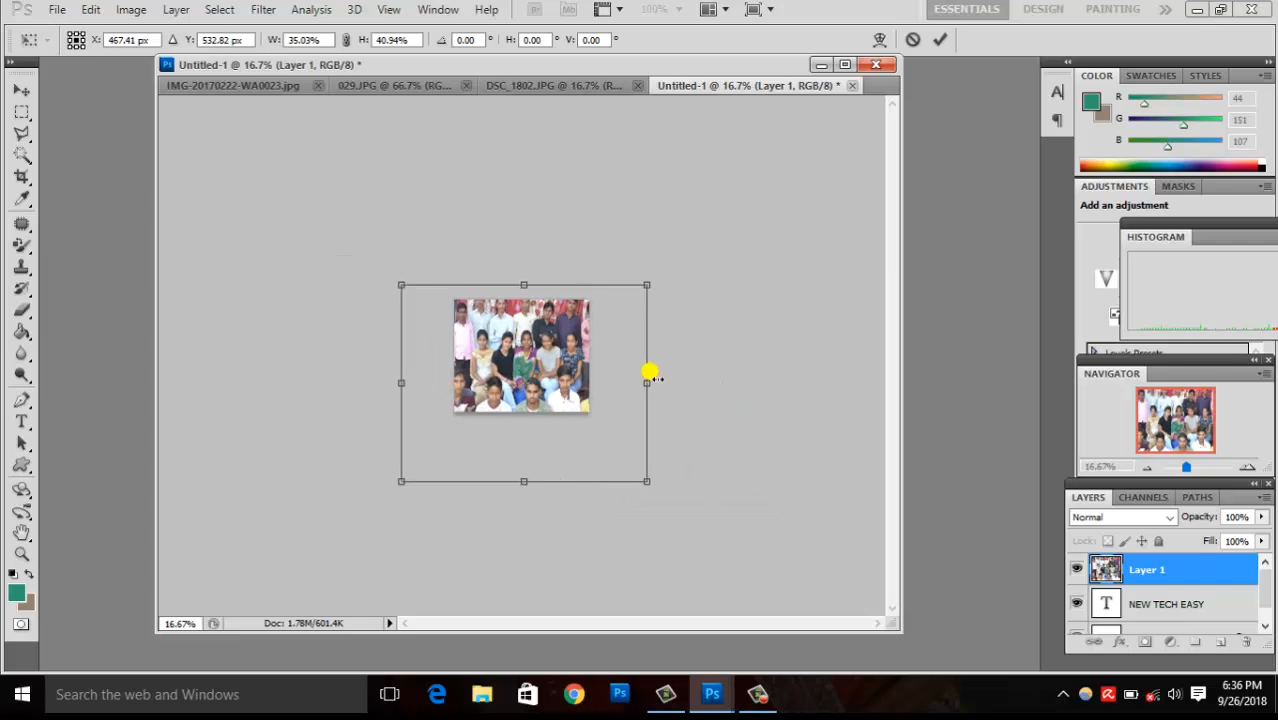 Ps File Edit Image Layer Select Filter Analysis 3D View Window Help Br Mb 100% ESSENTIALS DESIGN PAINTING
X: 467.41 px Y: 532.82 px W: 35.03% H: 40.94% 0.00 ° H: 0.00 ° V: 0.00 °
Untitled-1 @ 16.7% (Layer 1, RGB/8) *
IMG-20170222-WA0023.jpg 029.JPG @ 66.7% (RG... DSC_1802.JPG @ 16.7% (R... Untitled-1 @ 16.7% (Layer 1, RGB/8) *
COLOR SWATCHES STYLES
R 44
G 151
B 107
ADJUSTMENTS MASKS
Add an adjustment
HISTOGRAM
Levels Presets
NAVIGATOR
16.67%
LAYERS CHANNELS PATHS
Normal Opacity: 100%
Lock: Fill: 100%
Layer 1
T NEW TECH EASY
16.67% Doc: 1.78M/601.4K
Search the web and Windows
6:36 PM
9/26/2018